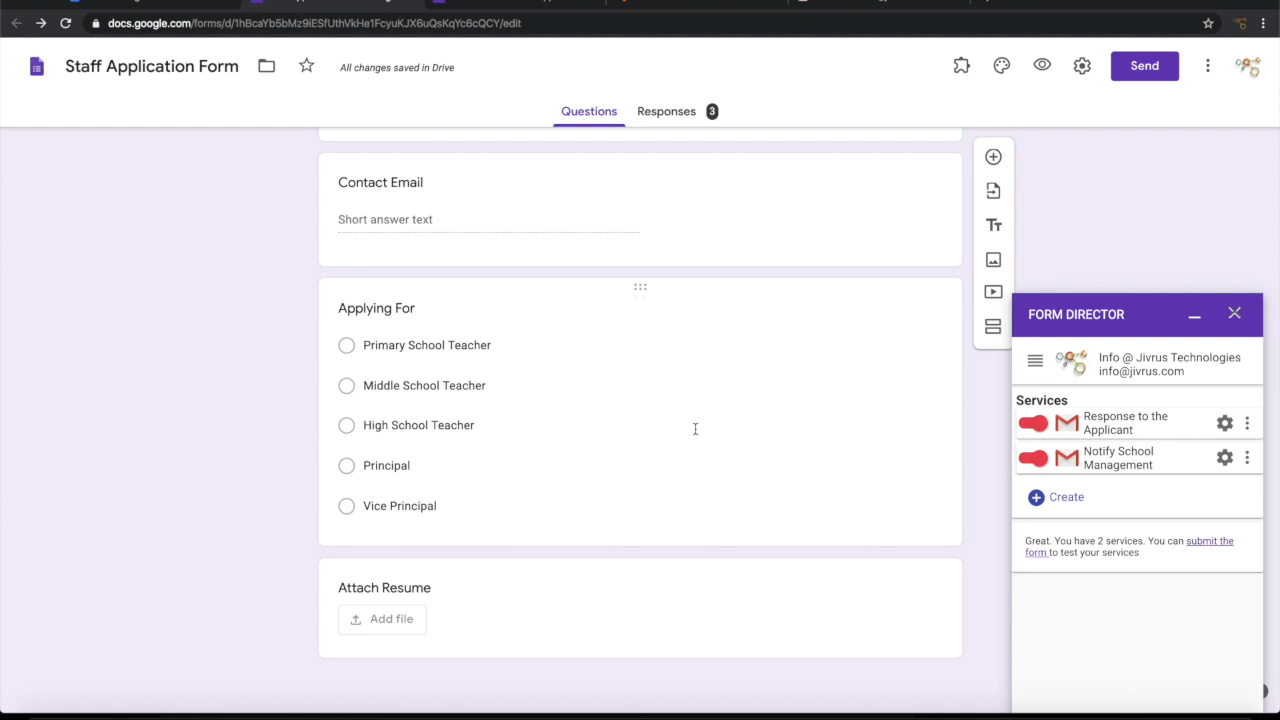 docs.google.com/forms/d/1hBcaYb5bMz9iESfUthVkHe1FcyuKJX6uQsKqYc6cQCY/edit
Staff Application Form
All changes saved in Drive
Send
Questions
Responses 3
Contact Email
Short answer text
Applying For
Primary School Teacher
Middle School Teacher
High School Teacher
Principal
Vice Principal
Attach Resume
Add file
Tт
FORM DIRECTOR
Info @ Jivrus Technologies
info@jivrus.com
Services
Response to the
Applicant
Notify School
Management
Create
Great. You have 2 services. You can submit the
form to test your services